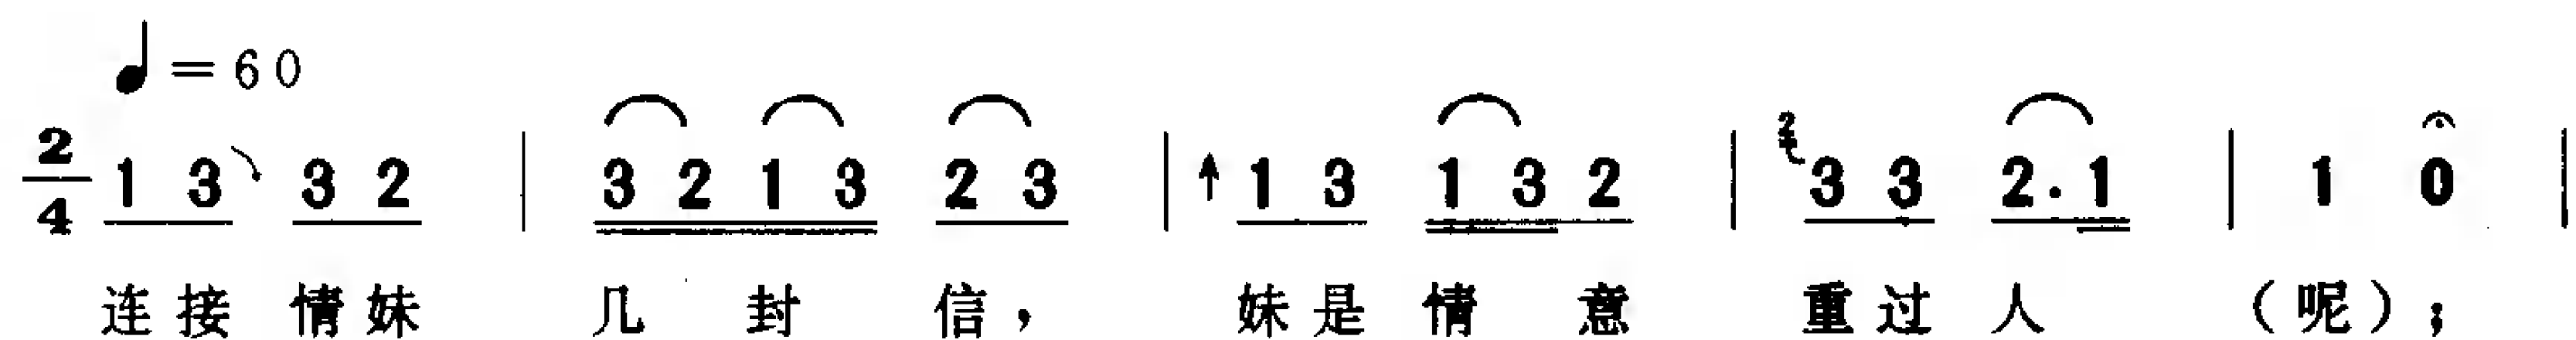 ♩=60
2/4 1 3 3 2 | 3 2 1 3 2 3 | ↑1 3 1 3 2 | 2 3 3 2·1 | 1 0 |
连接 情妹 几 封 信， 妹是 情 意 重过 人 （呢）；